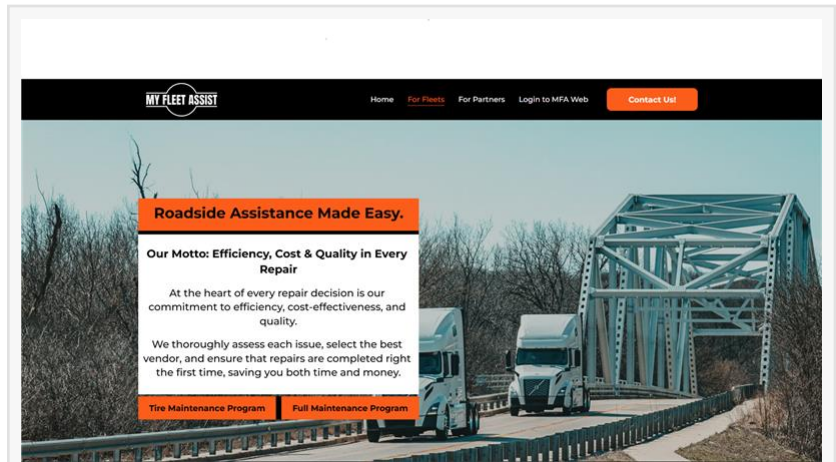 MY FLEET ASSIST
Home For Fleets For Partners Login to MFA Web Contact Us!
Roadside Assistance Made Easy.
Our Motto: Efficiency, Cost & Quality in Every
Repair
At the heart of every repair decision is our
commitment to efficiency, cost-effectiveness, and
quality.
We thoroughly assess each issue, select the best
vendor, and ensure that repairs are completed right
the first time, saving you both time and money.
Tire Maintenance Program Full Maintenance Program